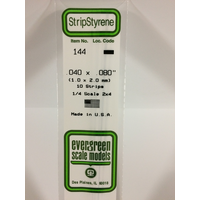 StripStyrene
Item No. Loc. Code
144
.040 x .080"
(1.0 x 2.0 mm)
10 Strips
1/4 Scale 2x4
Made in U.S.A.
evergreen
scale models
Des Plaines, IL 60018